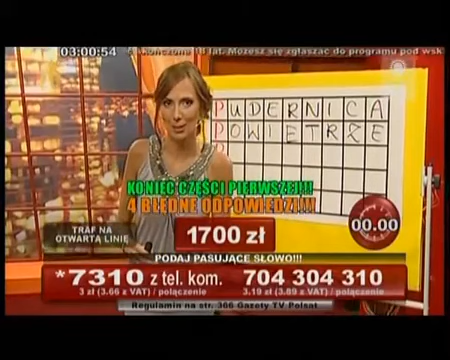 03:00:54
kończone 18 lat. Możesz się zgłaszać do programu pod wsk
PUDERNICA
POWIETRZE
P
P
KONIEC CZĘŚCI PIERWSZEJ!!!
4 BŁĘDNE ODPOWIEDZI!!!
TRAF NA
OTWARTĄ LINIĘ
1700 zł
00.00
PODAJ PASUJĄCE SŁOWO!!!
*7310 z tel. kom. 704 304 310
3 zł (3.66 z VAT) / połączenie 3,19 zł (3.89 z VAT) / połączenie
Regulamin na str. 366 Gazety TV Polsat